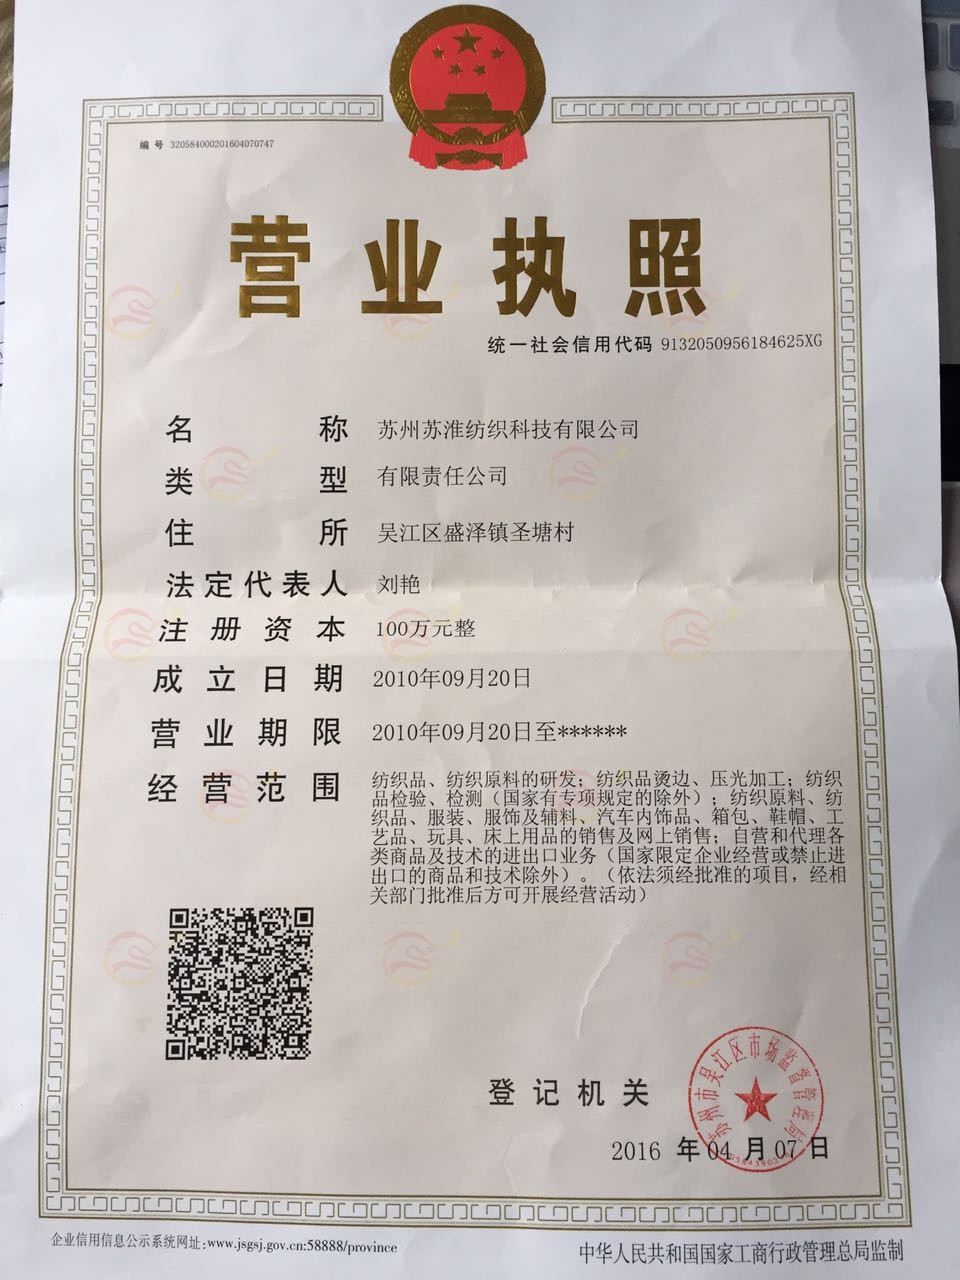 编号 320584000201604070747
营业执照
统一社会信用代码 9132050956184625XG
名称 苏州苏淮纺织科技有限公司
类型 有限责任公司
住所 吴江区盛泽镇圣塘村
法定代表人 刘艳
注册资本 100万元整
成立日期 2010年09月20日
营业期限 2010年09月20日至******
经营范围 纺织品、纺织原料的研发；纺织品烫边、压光加工；纺织
品检验、检测（国家有专项规定的除外）；纺织原料、纺
织品、服装、服饰及辅料、汽车内饰品、箱包、鞋帽、工
艺品、玩具、床上用品的销售及网上销售；自营和代理各
类商品及技术的进出口业务（国家限定企业经营或禁止进
出口的商品和技术除外）。（依法须经批准的项目，经相
关部门批准后方可开展经营活动）
登记机关
苏州市吴江区市场监督管理局
2016 年 04 月 07 日
企业信用信息公示系统网址：www.jsgsj.gov.cn:58888/province
中华人民共和国国家工商行政管理总局监制